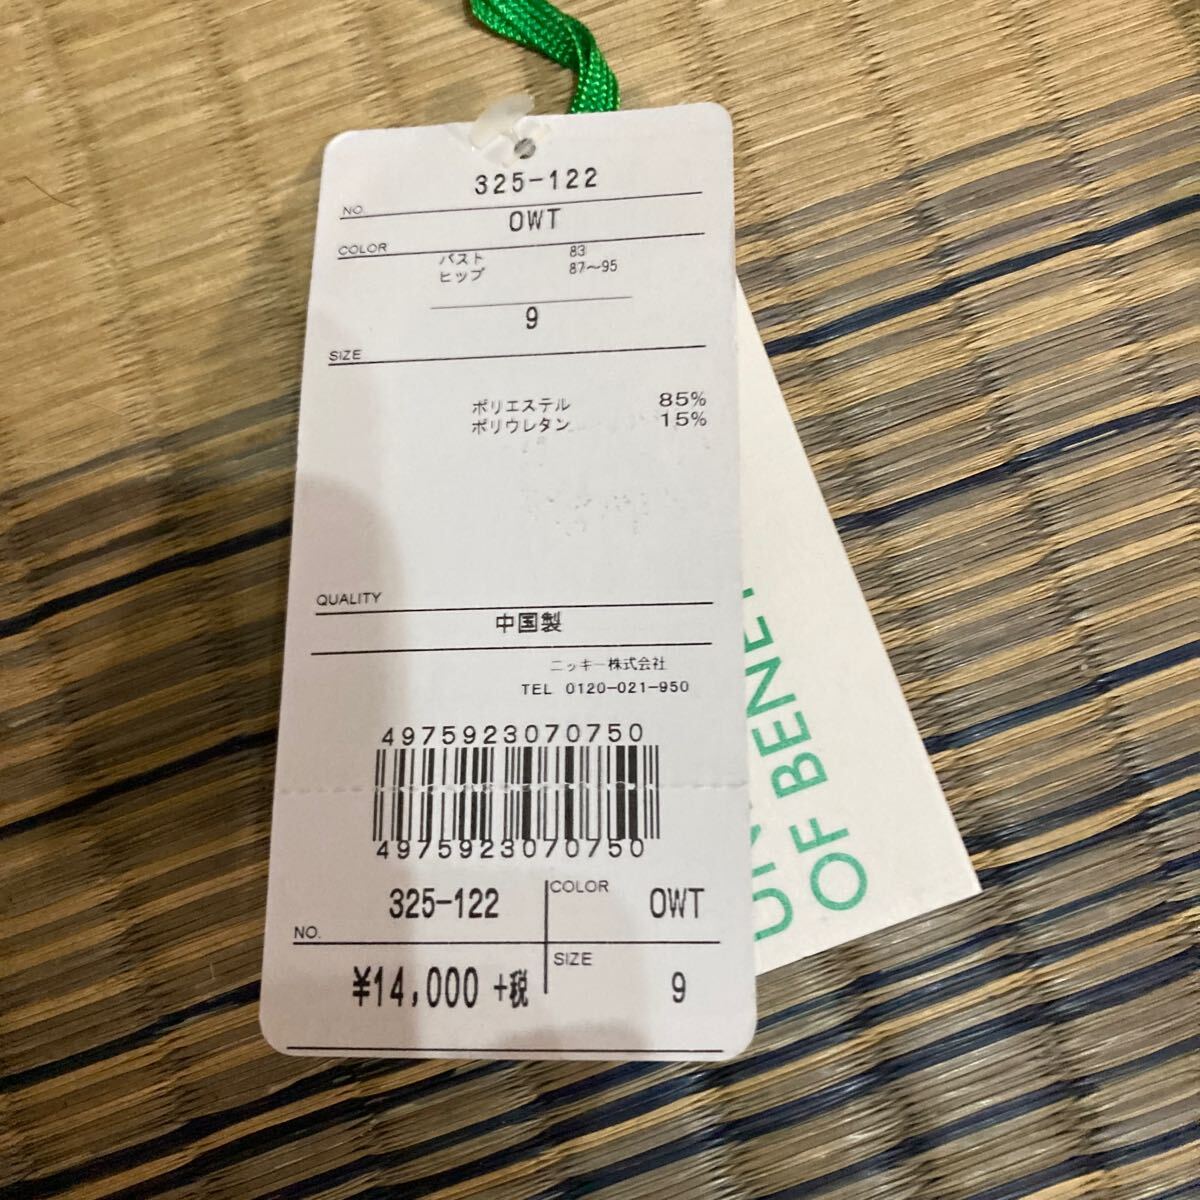 325-122
NO.
OWT
COLOR
バスト 83
ヒップ 87〜95
9
SIZE
ポリエステル 85%
ポリウレタン 15%
QUALITY
中国製
ニッキー株式会社
TEL 0120-021-950
4975923070750
4975923070750
325-122 COLOR OWT
NO.
¥14,000 +税 SIZE 9
OF BENET